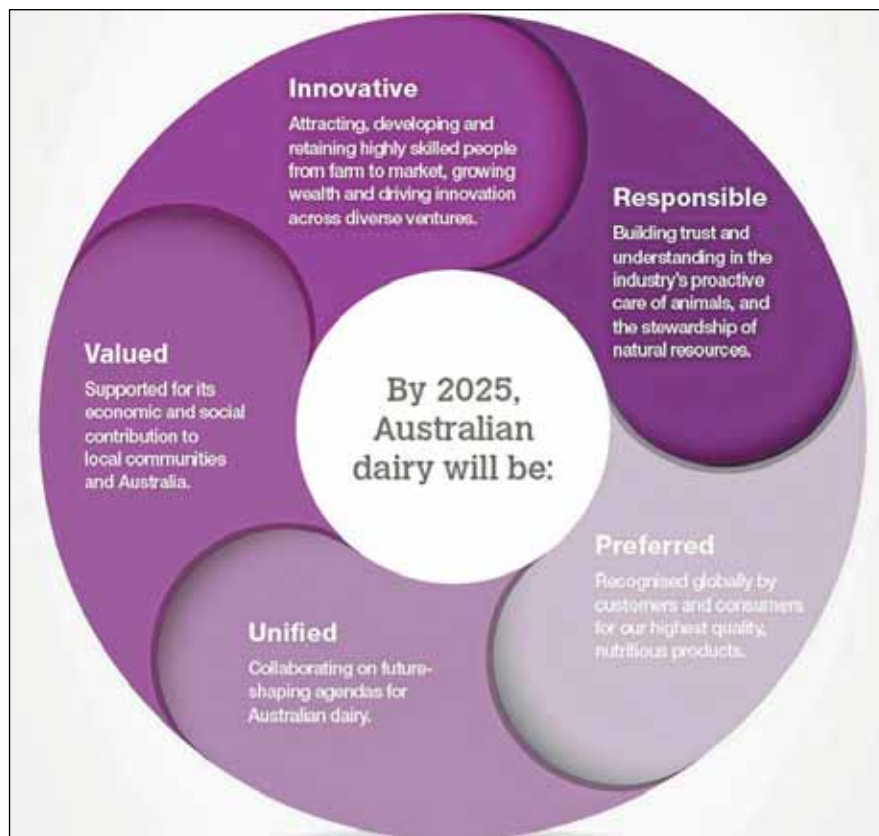 Innovative
Attracting, developing and
retaining highly skilled people
from farm to market, growing
wealth and driving innovation
across diverse ventures.
Responsible
Building trust and
understanding in the
industry's proactive
care of animals, and
the stewardship of
natural resources.
Valued
Supported for its
economic and social
contribution to
local communities
and Australia.
By 2025,
Australian
dairy will be:
Preferred
Recognised globally by
customers and consumers
for our highest quality,
nutritious products.
Unified
Collaborating on future-
shaping agendas for
Australian dairy.